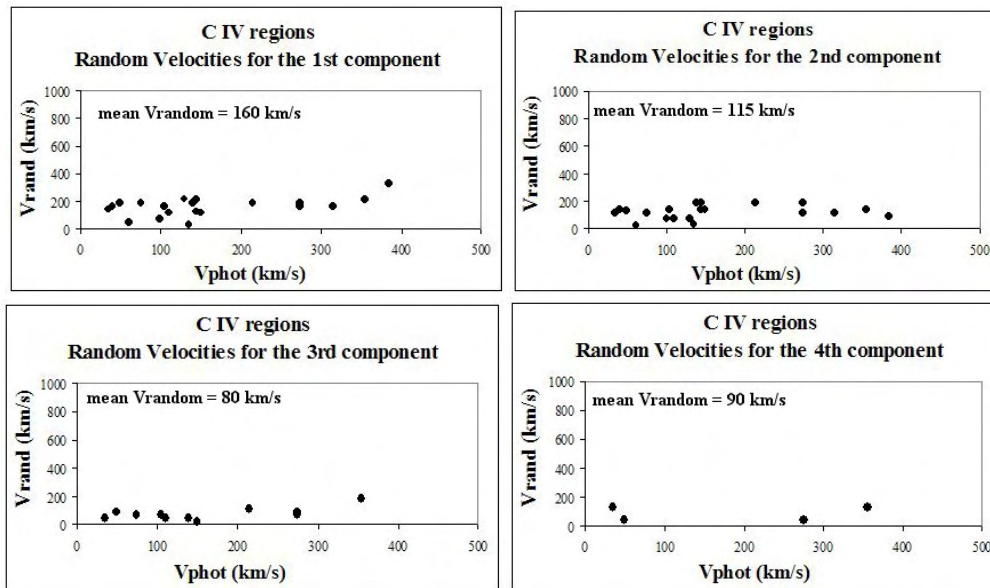 C IV regions
Random Velocities for the 1st component
mean Vrandom = 160 km/s
Vrand (km/s)
1000
800
600
400
200
0
0 100 200 300 400 500
Vphot (km/s)
C IV regions
Random Velocities for the 2nd component
mean Vrandom = 115 km/s
Vrand (km/s)
1000
800
600
400
200
0
0 100 200 300 400 500
Vphot (km/s)
C IV regions
Random Velocities for the 3rd component
mean Vrandom = 80 km/s
Vrand (km/s)
1000
800
600
400
200
0
0 100 200 300 400 500
Vphot (km/s)
C IV regions
Random Velocities for the 4th component
mean Vrandom = 90 km/s
Vrand (km/s)
1000
800
600
400
200
0
0 100 200 300 400 500
Vphot (km/s)